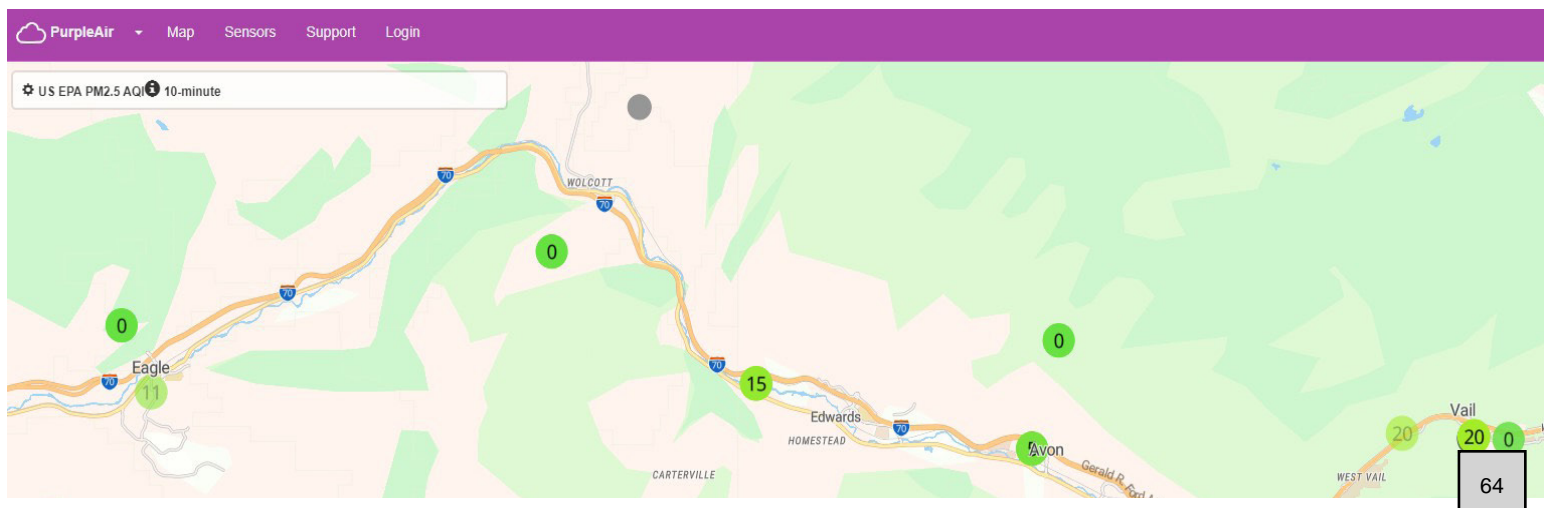 PurpleAir Map Sensors Support Login
US EPA PM2.5 AQI 10-minute
70
WOLCOTT
70
0
70
0
0
Eagle
70
11
70
15
Edwards
70
HOMESTEAD
Avon
Gerald R. Ford
CARTERVILLE
Vail
20
20
0
WEST VAIL
64